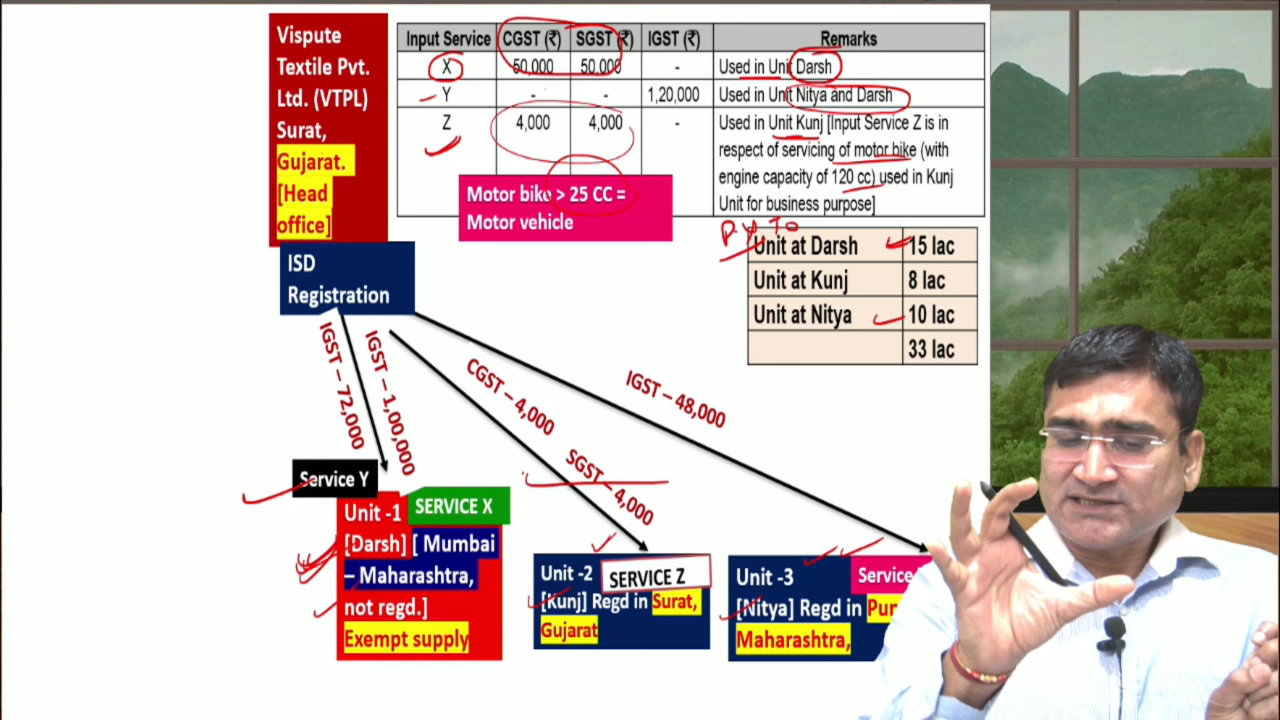 Vispute
Textile Pvt.
Ltd. (VTPL)
Surat,
Gujarat.
[Head
office]
Input Service CGST (₹) SGST (₹) IGST (₹) Remarks
X 50,000 50,000 - Used in Unit Darsh
Y - - 1,20,000 Used in Unit Nitya and Darsh
Z 4,000 4,000 - Used in Unit Kunj [Input Service Z is in
respect of servicing of motor bike (with
engine capacity of 120 cc) used in Kunj
Unit for business purpose]
Motor bike > 25 CC =
Motor vehicle
P.Y. To
Unit at Darsh 15 lac
Unit at Kunj 8 lac
Unit at Nitya 10 lac
33 lac
ISD
Registration
IGST – 72,000
IGST – 1,00,000
CGST – 4,000
SGST – 4,000
IGST – 48,000
Service Y
SERVICE X
Unit -1
[Darsh] [ Mumbai
– Maharashtra,
not regd.]
Exempt supply
Unit -2 SERVICE Z
[Kunj] Regd in Surat,
Gujarat
Unit -3 Service
[Nitya] Regd in
Maharashtra,